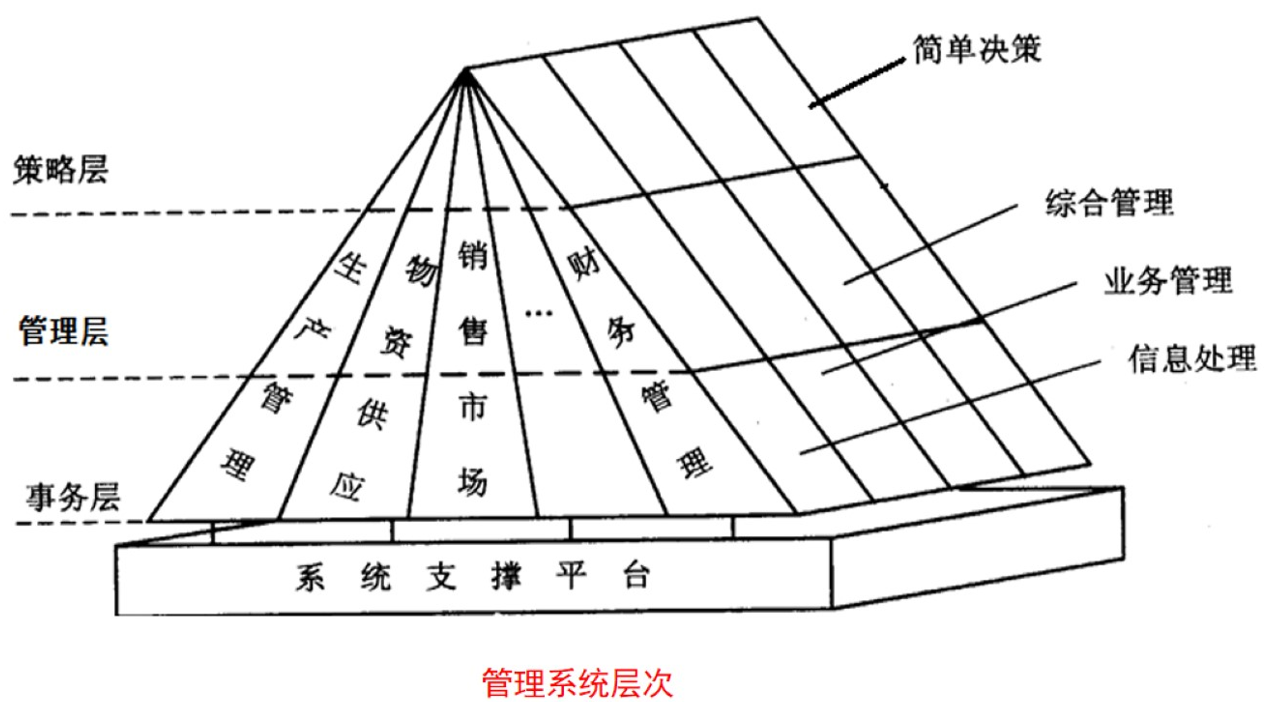 简单决策
策略层
综合管理
业务管理
管理层
信息处理
事务层
生产管理
物资供应
销售市场
...
财务管理
系统支撑平台
管理系统层次